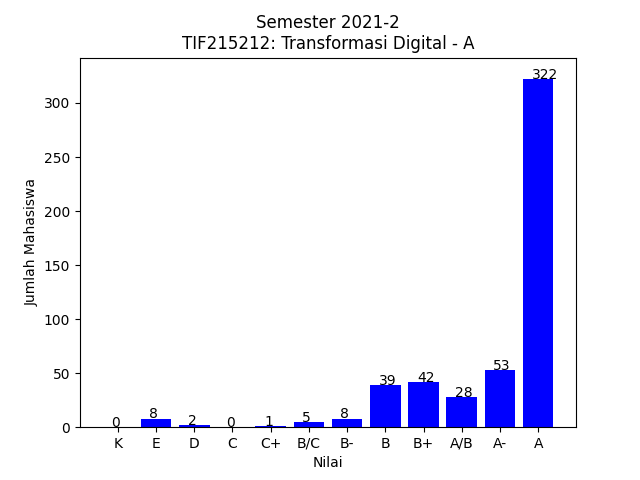 Semester 2021-2
TIF215212: Transformasi Digital - A
Jumlah Mahasiswa
300
250
200
150
100
50
0
0 8 2 0 1 5 8 39 42 28 53 322
K E D C C+ B/C B- B B+ A/B A- A
Nilai